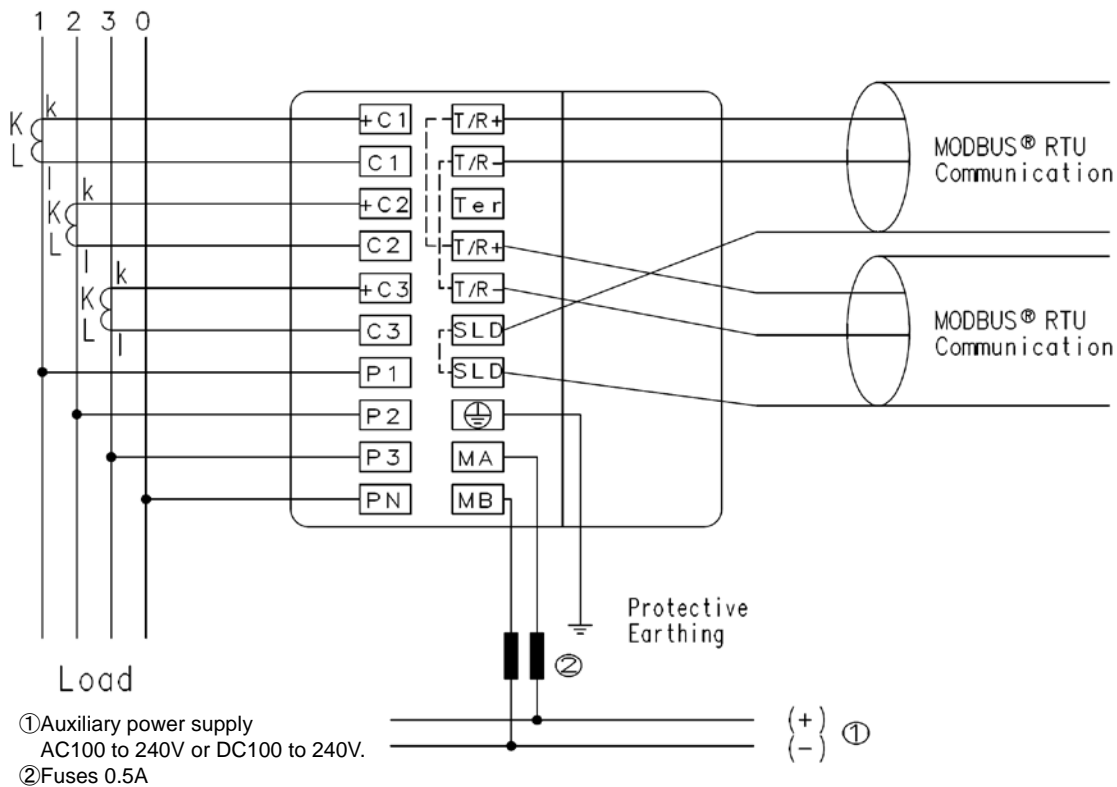 1 2 3 0
K k
L l
K k
L l
K k
L l
+C1 T/R+
C1 T/R-
+C2 Ter
C2 T/R+
+C3 T/R-
C3 SLD
P1 SLD
P2
P3 MA
PN MB
MODBUS® RTU
Communication
MODBUS® RTU
Communication
Protective
Earthing
②
Load
(+)
(-) ①
①Auxiliary power supply
AC100 to 240V or DC100 to 240V.
②Fuses 0.5A